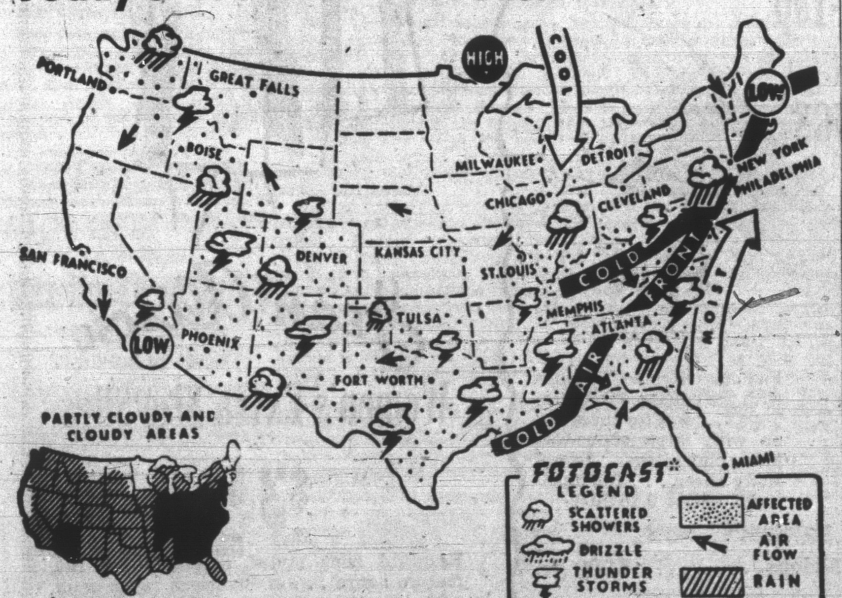 HIGH
COOL
LOW
PORTLAND
GREAT FALLS
BOISE
MILWAUKEE
DETROIT
NEW YORK
PHILADELPHIA
CHICAGO
CLEVELAND
SAN FRANCISCO
DENVER
KANSAS CITY
ST. LOUIS
COLD
FRONT
MOIST
MEMPHIS
ATLANTA
LOW
PHOENIX
TULSA
FORT WORTH
COLD AIR
MIAMI
PARTLY CLOUDY AND
CLOUDY AREAS
FOTOCAST
LEGEND
SCATTERED
SHOWERS
DRIZZLE
THUNDER
STORMS
AFFECTED
AREA
AIR
FLOW
RAIN